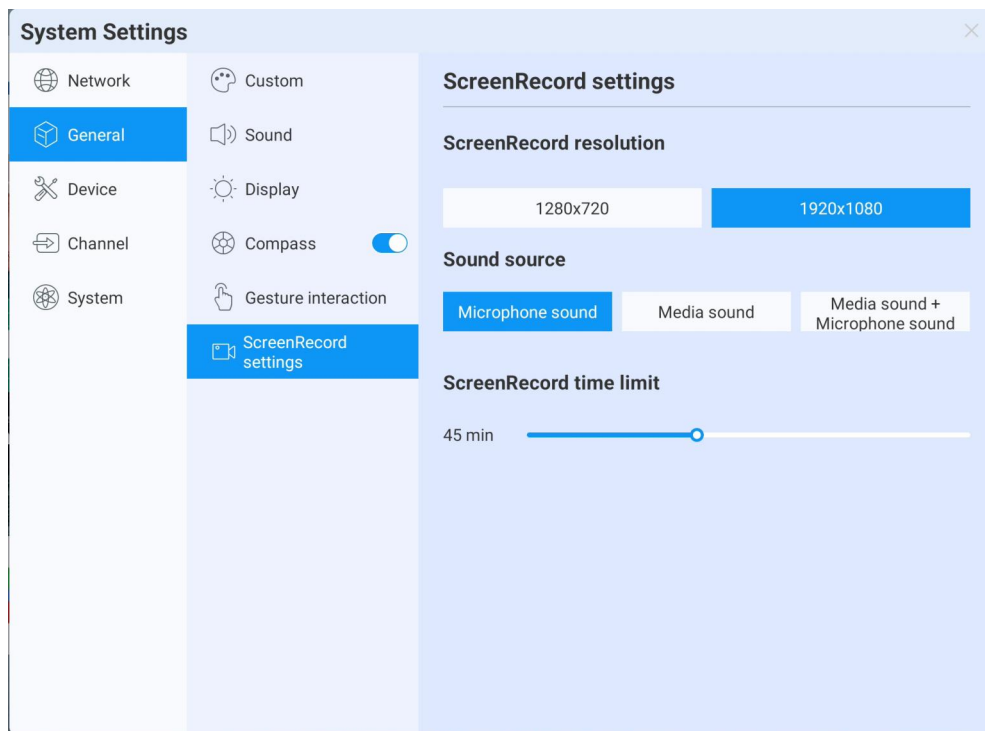 System Settings
Network
General
Device
Channel
System
Custom
Sound
Display
Compass
Gesture interaction
ScreenRecord
settings
ScreenRecord settings
ScreenRecord resolution
1280x720
1920x1080
Sound source
Microphone sound
Media sound
Media sound +
Microphone sound
ScreenRecord time limit
45 min